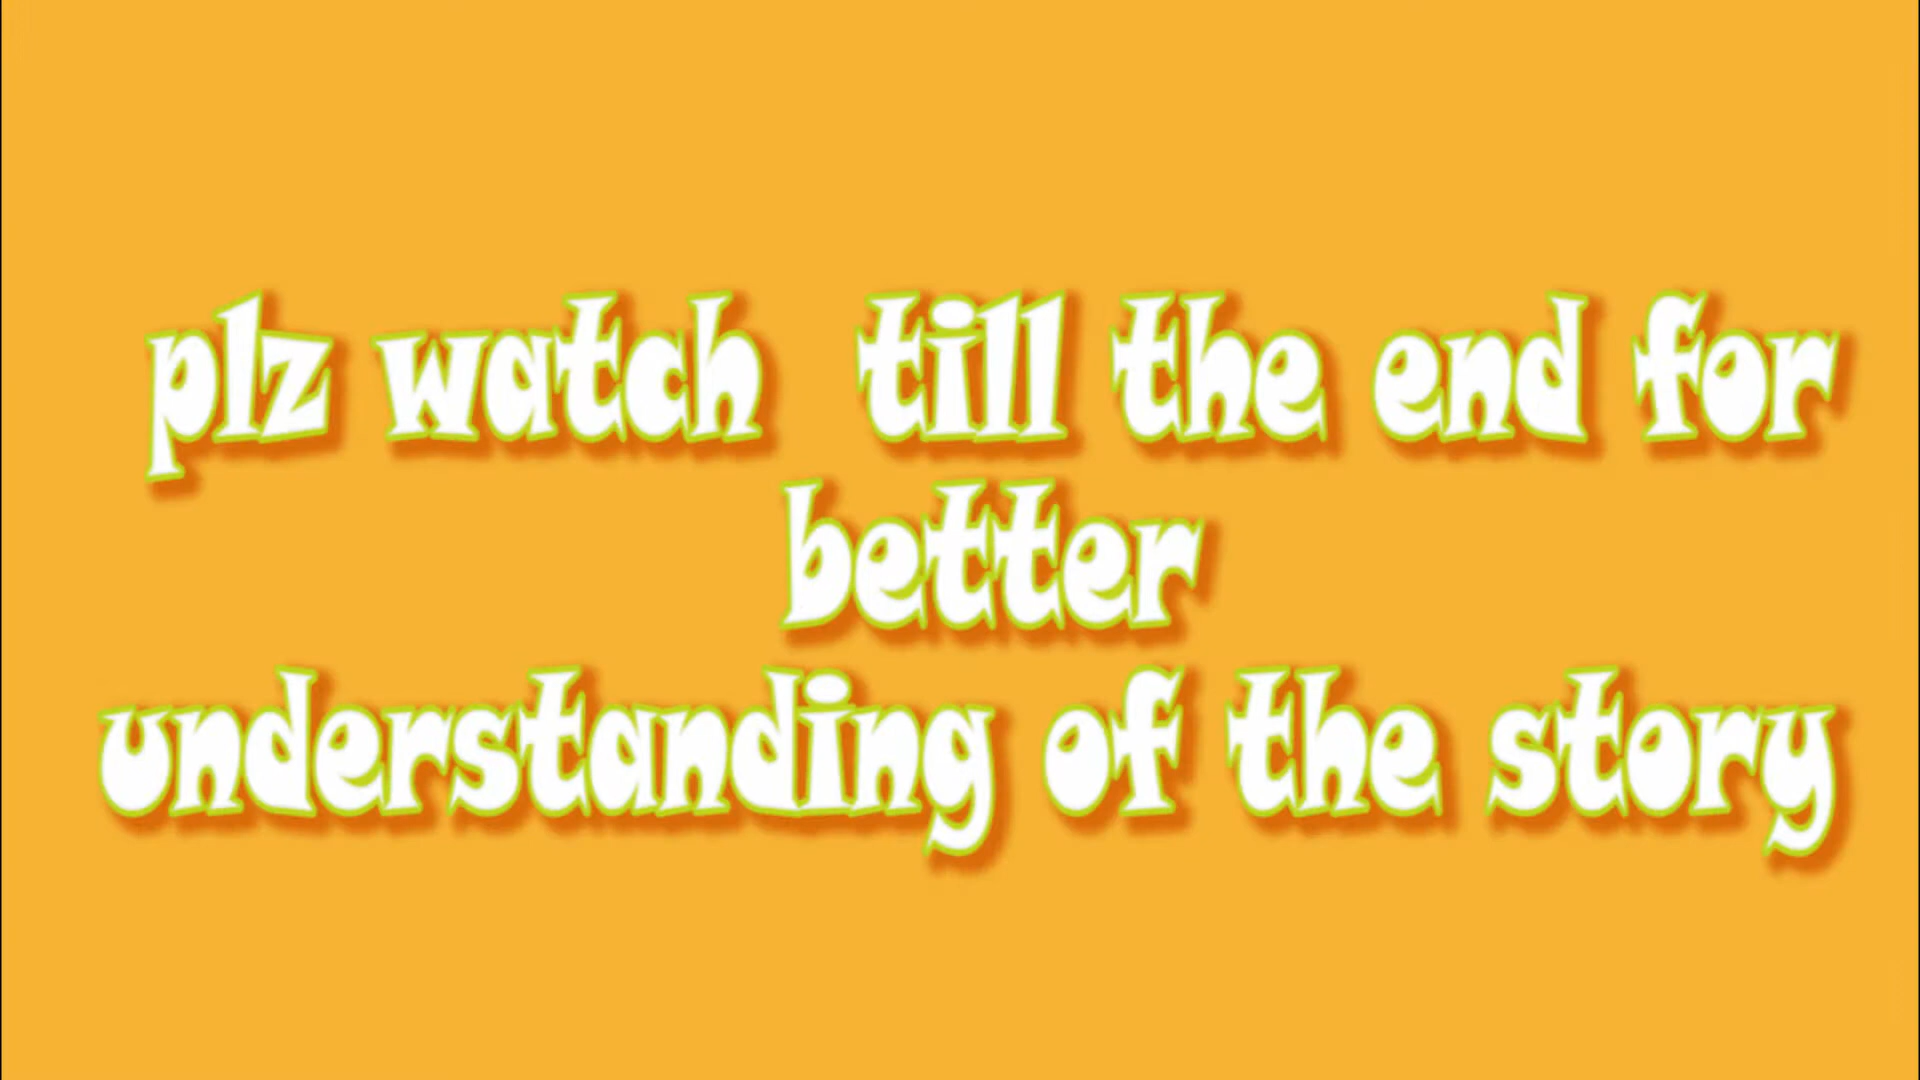 plz watch till the end for
better
understanding of the story